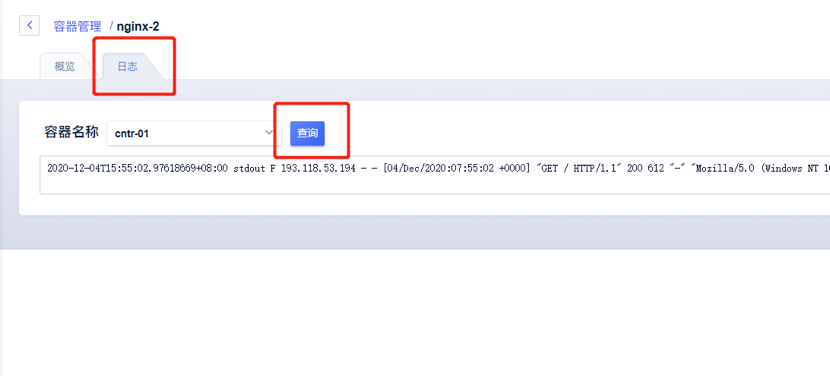 容器管理 / nginx-2
概览 日志
容器名称 cntr-01 查询
2020-12-04T15:55:02.97618669+08:00 stdout F 193.118.53.194 - - [04/Dec/2020:07:55:02 +0000] "GET / HTTP/1.1" 200 612 "-" "Mozilla/5.0 (Windows NT